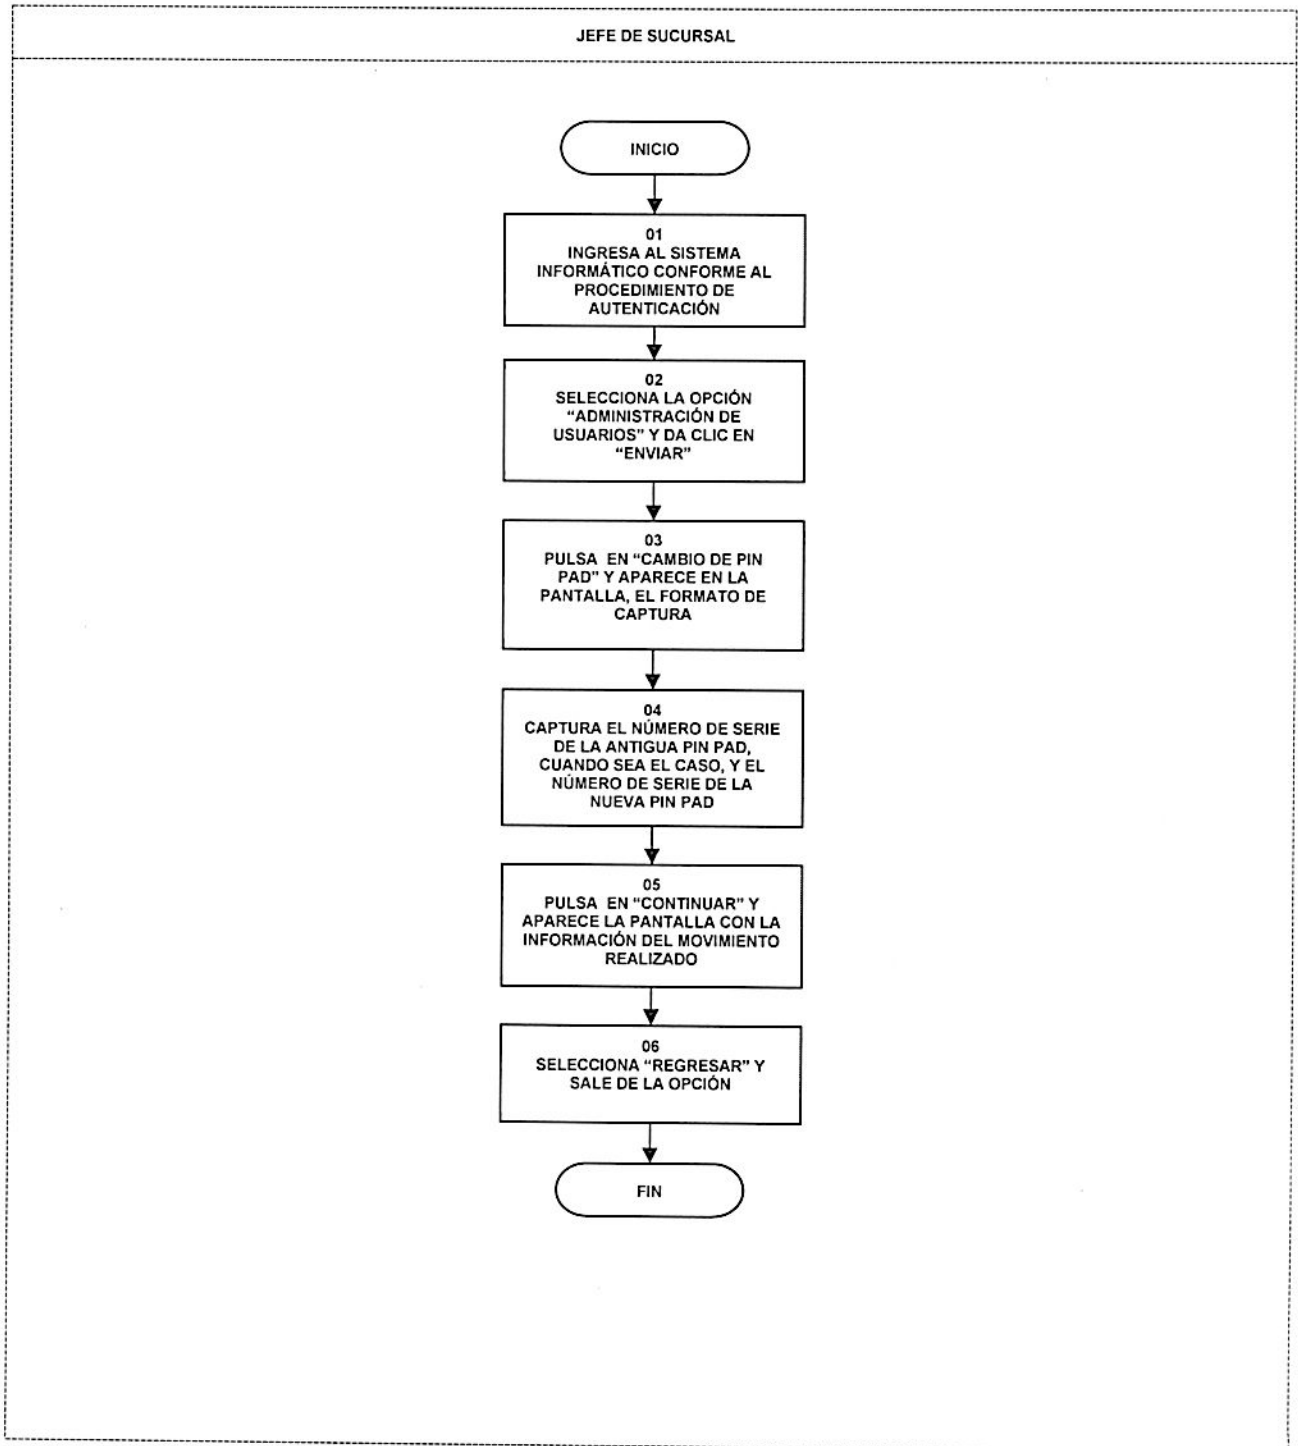 JEFE DE SUCURSAL
INICIO
01
INGRESA AL SISTEMA
INFORMÁTICO CONFORME AL
PROCEDIMIENTO DE
AUTENTICACIÓN
02
SELECCIONA LA OPCIÓN
“ADMINISTRACIÓN DE
USUARIOS” Y DA CLIC EN
“ENVIAR”
03
PULSA EN “CAMBIO DE PIN
PAD” Y APARECE EN LA
PANTALLA, EL FORMATO DE
CAPTURA
04
CAPTURA EL NÚMERO DE SERIE
DE LA ANTIGUA PIN PAD,
CUANDO SEA EL CASO, Y EL
NÚMERO DE SERIE DE LA
NUEVA PIN PAD
05
PULSA EN “CONTINUAR” Y
APARECE LA PANTALLA CON LA
INFORMACIÓN DEL MOVIMIENTO
REALIZADO
06
SELECCIONA “REGRESAR” Y
SALE DE LA OPCIÓN
FIN